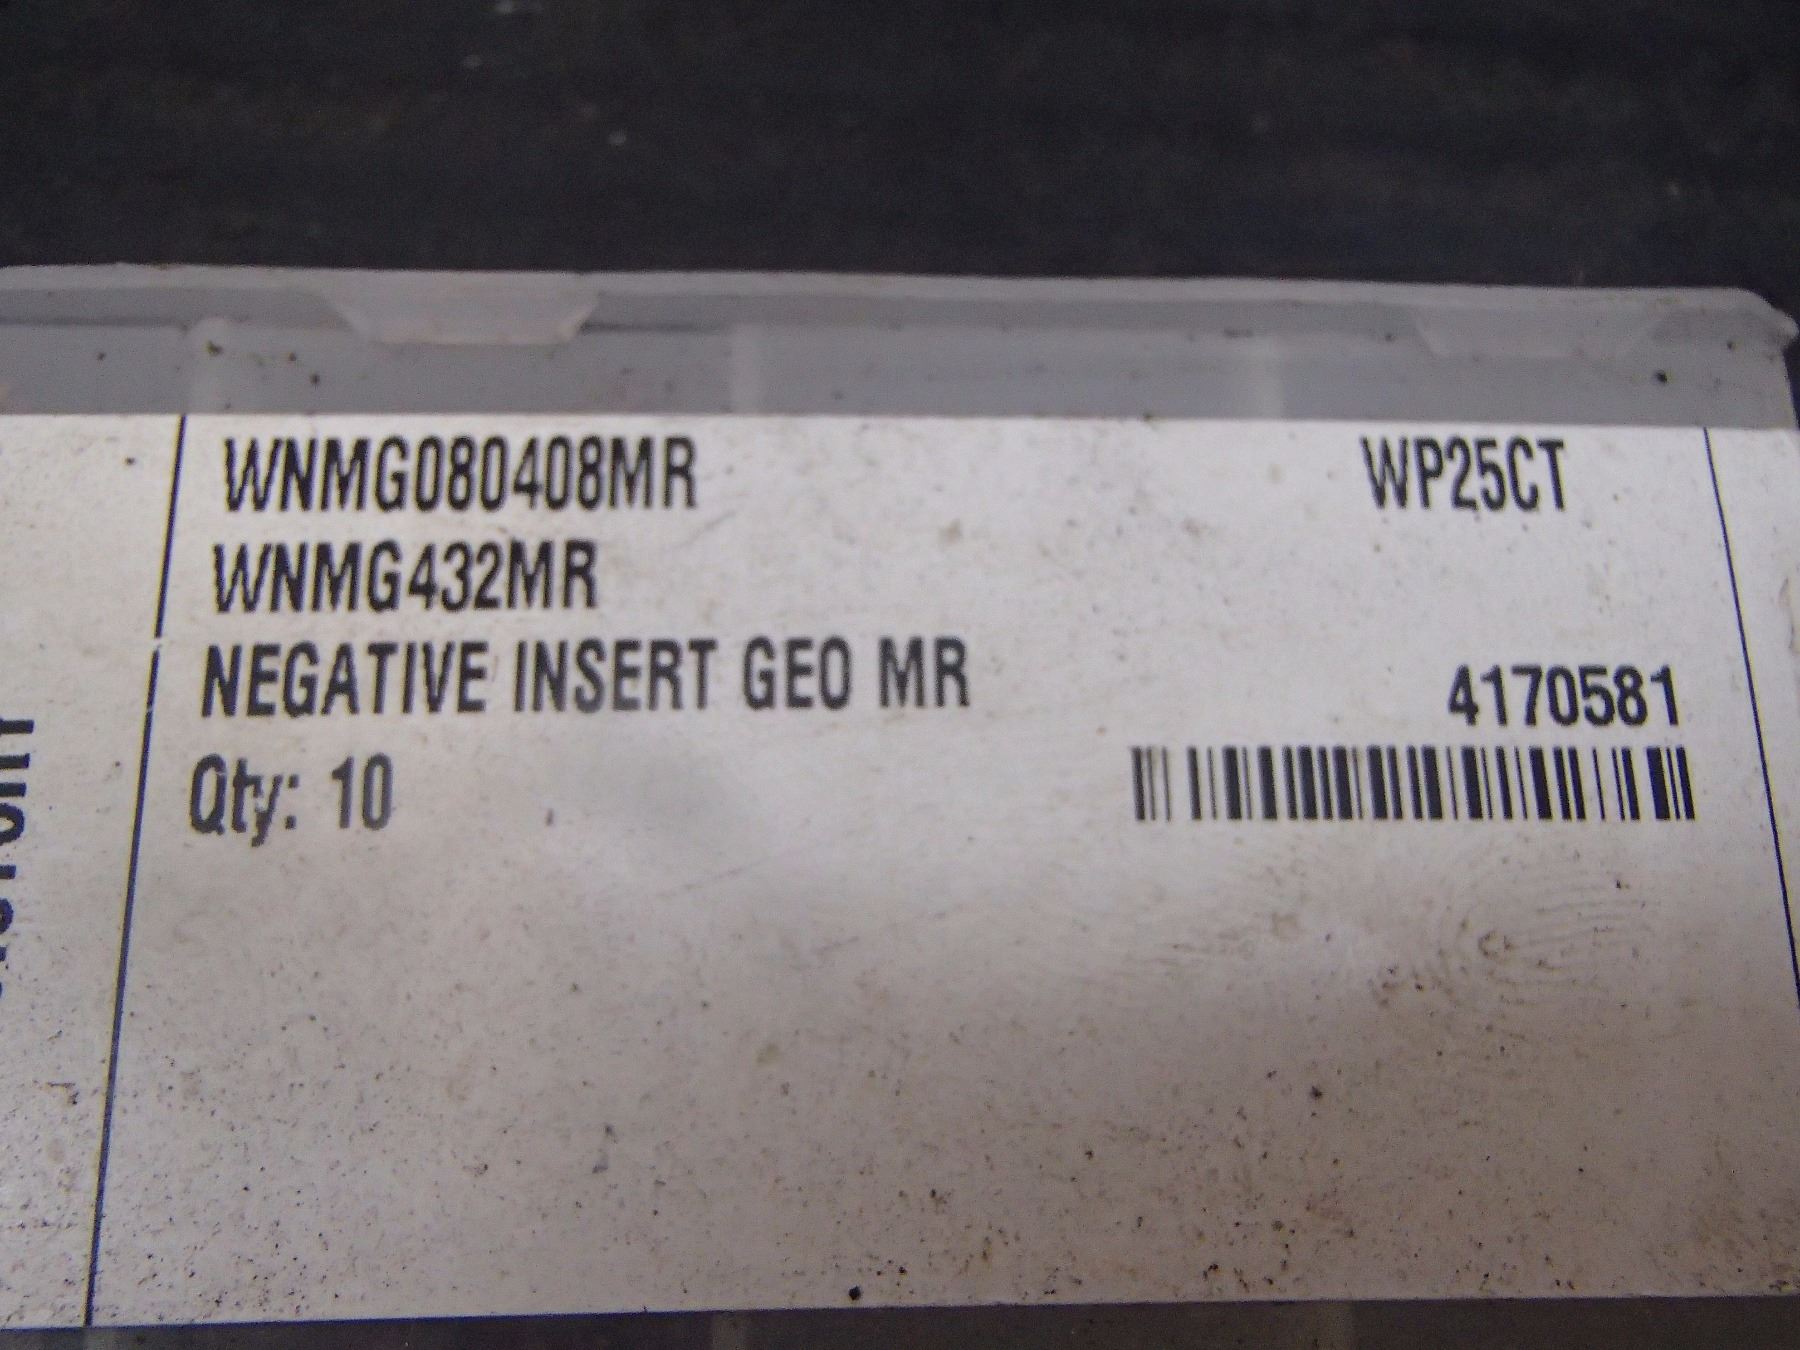 WNMG080408MR WP25CT
WNMG432MR
NEGATIVE INSERT GEO MR
4170581
Qty: 10